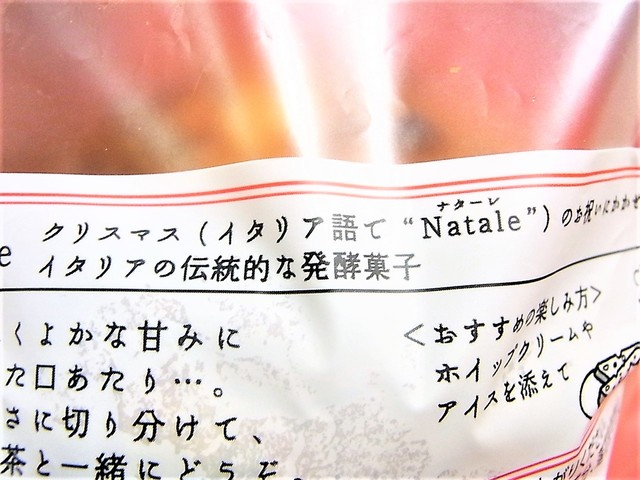 ナターレ
クリスマス（イタリア語で“Natale”）のお祝いにかかせ
e イタリアの伝統的な発酵菓子
くよかな甘みに
た口あたり…。
さに切り分けて、
茶と一緒にどうぞ。
＜おすすめの楽しみ方＞
ホイップクリームや
アイスを添えて